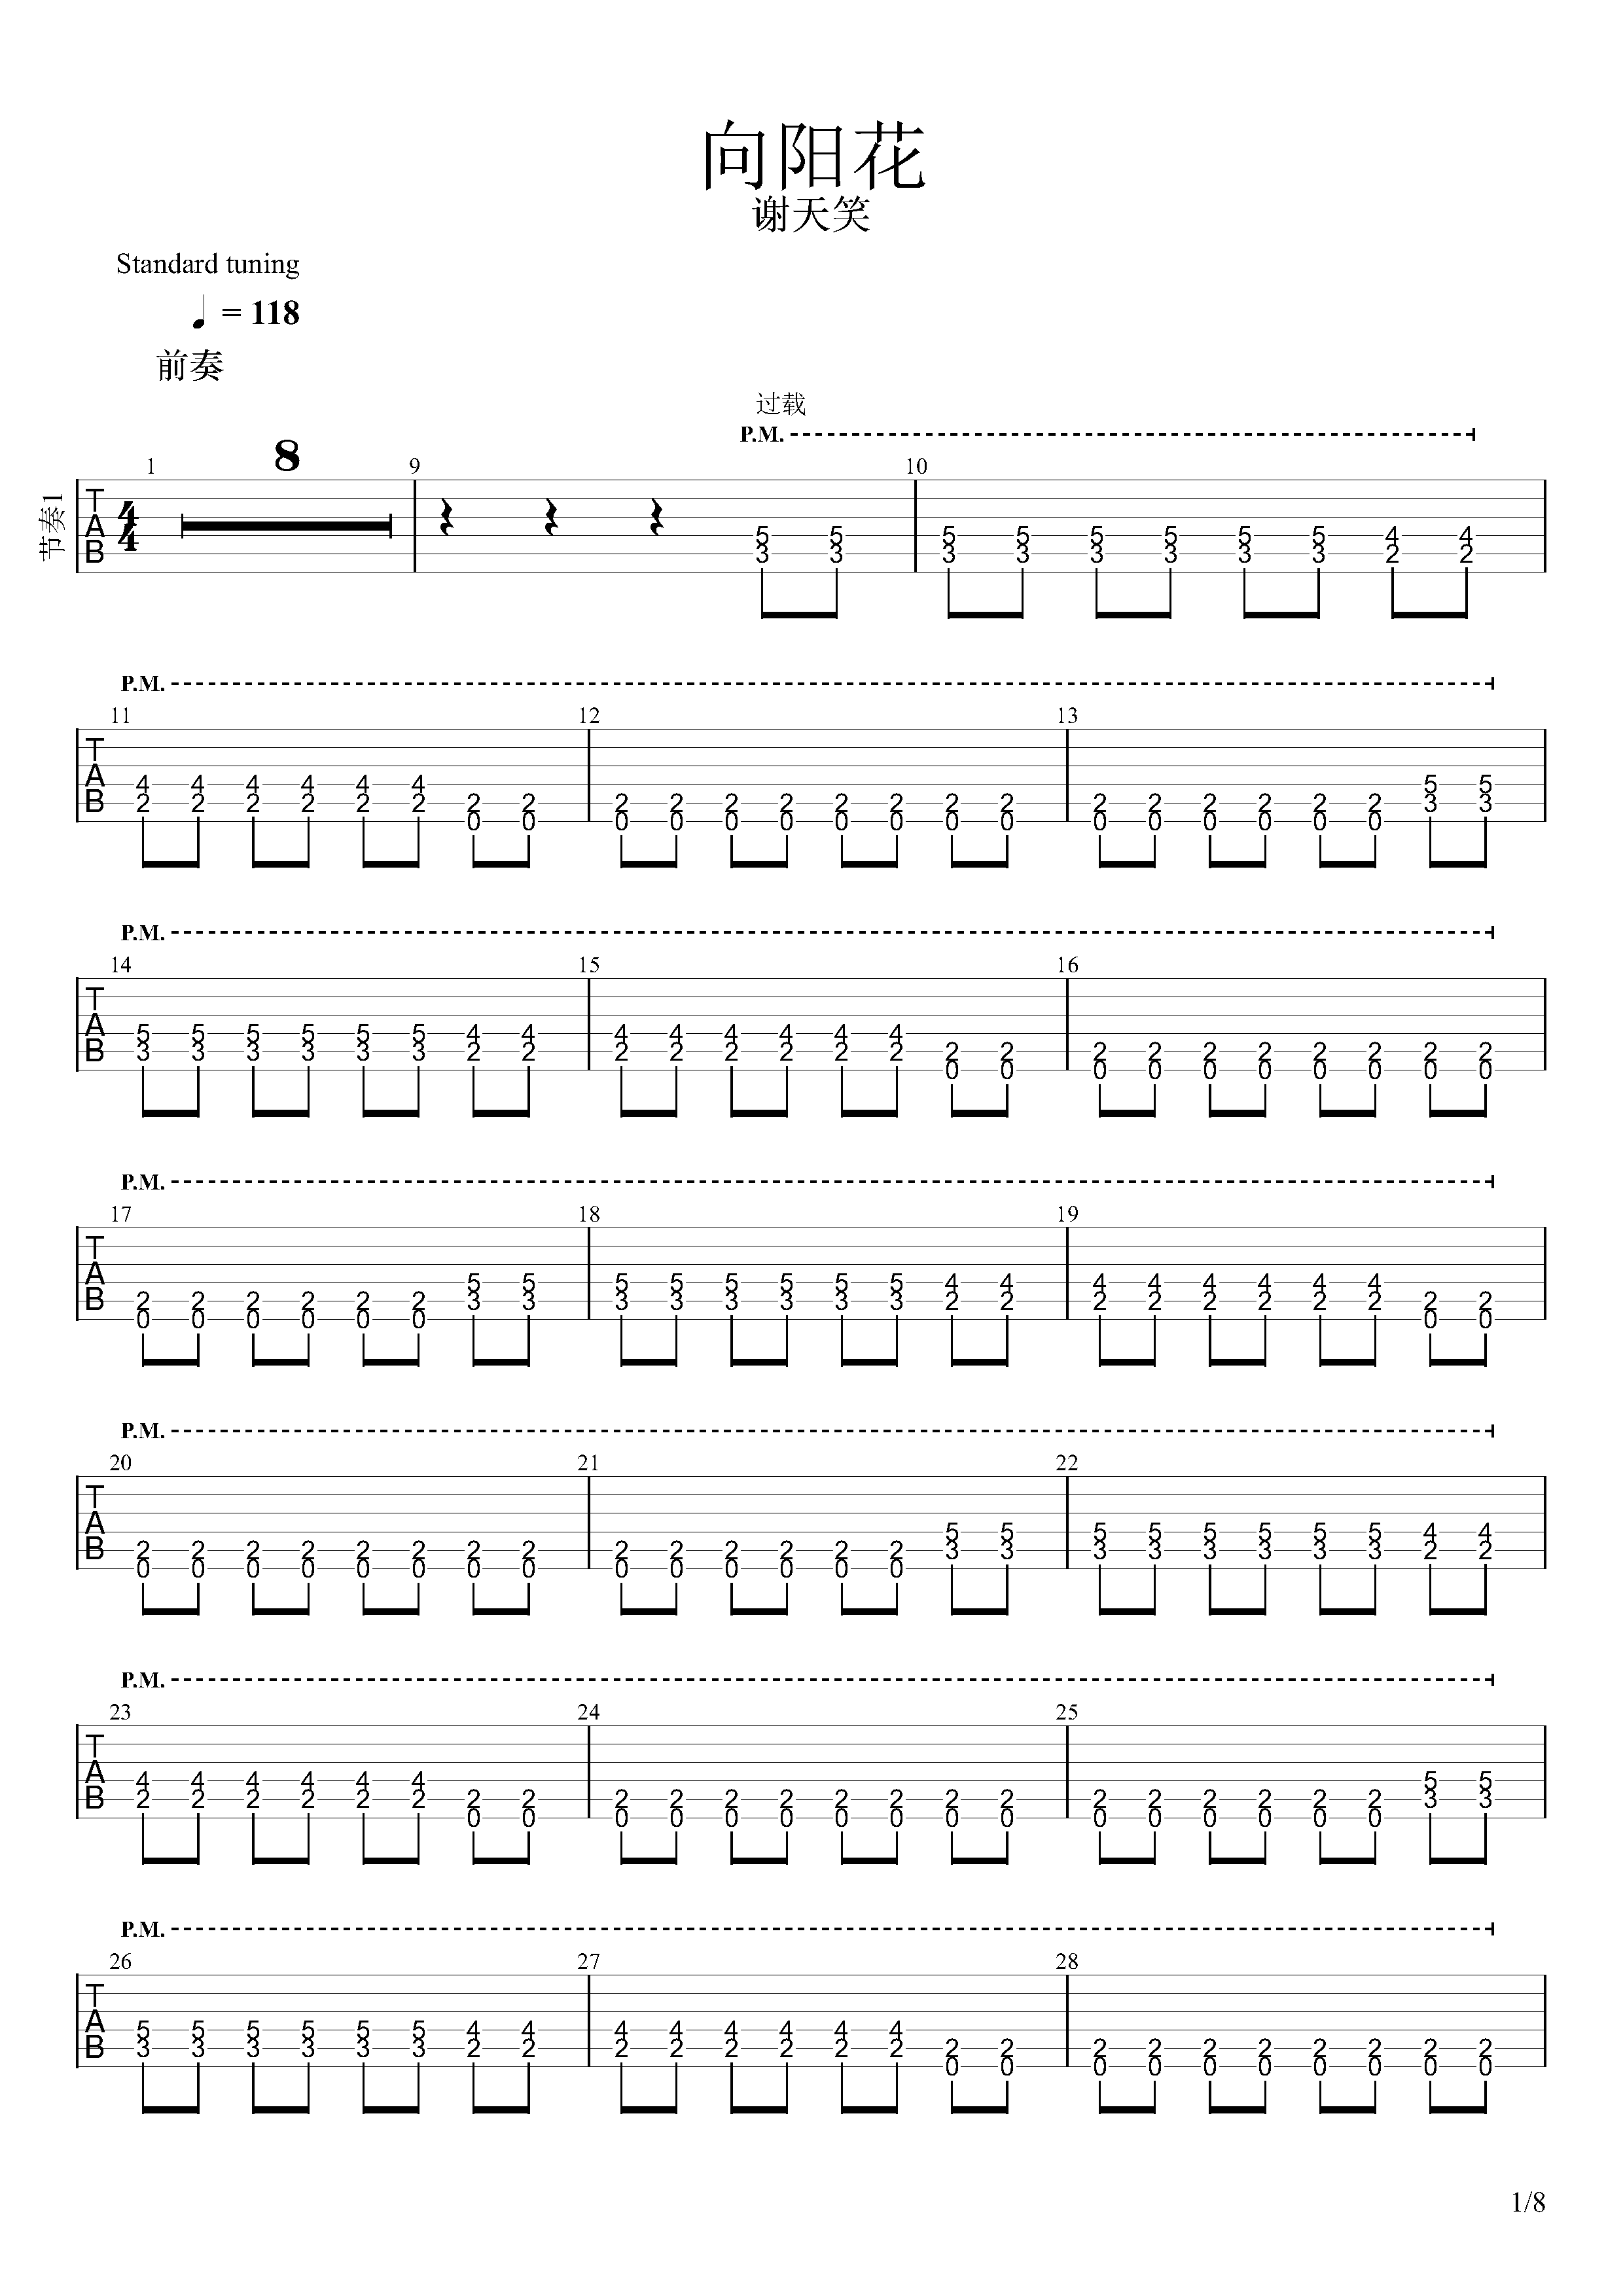 向阳花
谢天笑
Standard tuning
= 118
前奏
过载
P.M.
8
1 9 10
节奏1
T
A
B
4
4
5 5 5 5 5 5 5 5 4 4
3 3 3 3 3 3 3 3 2 2
P.M.
11 12 13
T
A
B
4 4 4 4 4 4 5 5
2 2 2 2 2 2 2 2 2 2 2 2 2 2 2 2 2 2 2 2 2 2 3 3
0 0 0 0 0 0 0 0 0 0 0 0 0 0 0 0
P.M.
14 15 16
T
A
B
5 5 5 5 5 5 4 4 4 4 4 4 4 4
3 3 3 3 3 3 2 2 2 2 2 2 2 2 2 2 2 2 2 2 2 2 2 2
0 0 0 0 0 0 0 0 0 0
P.M.
17 18 19
T
A
B
5 5 5 5 5 5 5 5 4 4 4 4 4 4 4 4
2 2 2 2 2 2 3 3 3 3 3 3 3 3 2 2 2 2 2 2 2 2 2 2
0 0 0 0 0 0 0 0
P.M.
20 21 22
T
A
B
5 5 5 5 5 5 5 5 4 4
2 2 2 2 2 2 2 2 2 2 2 2 2 2 3 3 3 3 3 3 3 3 2 2
0 0 0 0 0 0 0 0 0 0 0 0 0 0
P.M.
23 24 25
T
A
B
4 4 4 4 4 4 5 5
2 2 2 2 2 2 2 2 2 2 2 2 2 2 2 2 2 2 2 2 2 2 3 3
0 0 0 0 0 0 0 0 0 0 0 0 0 0 0 0
P.M.
26 27 28
T
A
B
5 5 5 5 5 5 4 4 4 4 4 4 4 4
3 3 3 3 3 3 2 2 2 2 2 2 2 2 2 2 2 2 2 2 2 2 2 2
0 0 0 0 0 0 0 0 0 0
1/8